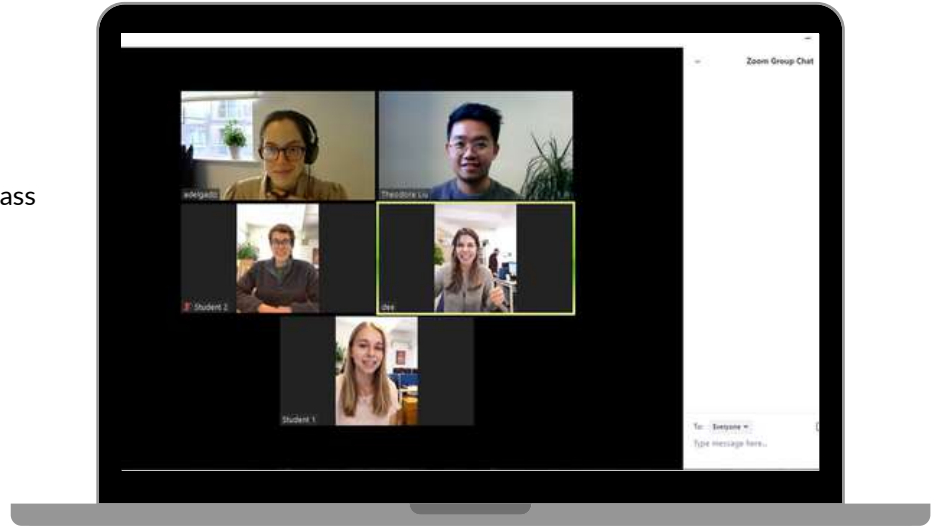 ass
Zoom Group Chat
adelgado
Theodore Liu
Student 2
dee
Student 1
To: Everyone
Type message here...